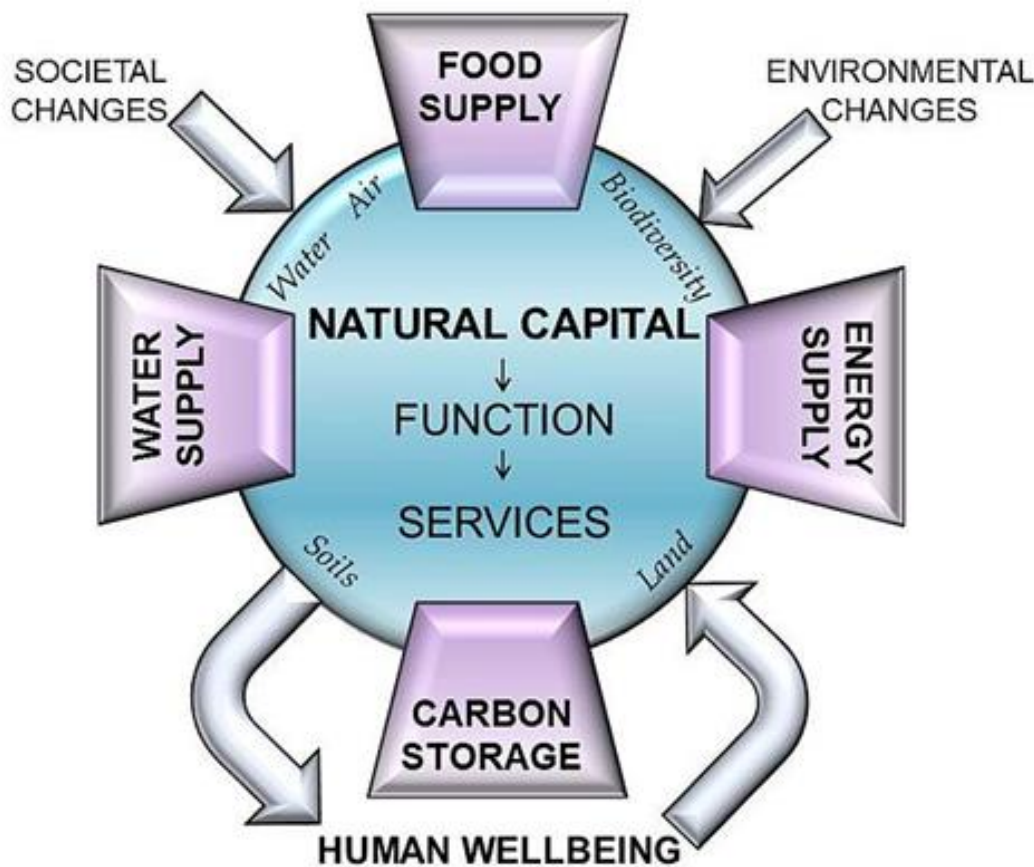 FOOD
SUPPLY
SOCIETAL
CHANGES
ENVIRONMENTAL
CHANGES
Air
Water
Biodiversity
NATURAL CAPITAL
↓
FUNCTION
↓
SERVICES
WATER
SUPPLY
ENERGY
SUPPLY
Soils
Land
CARBON
STORAGE
HUMAN WELLBEING